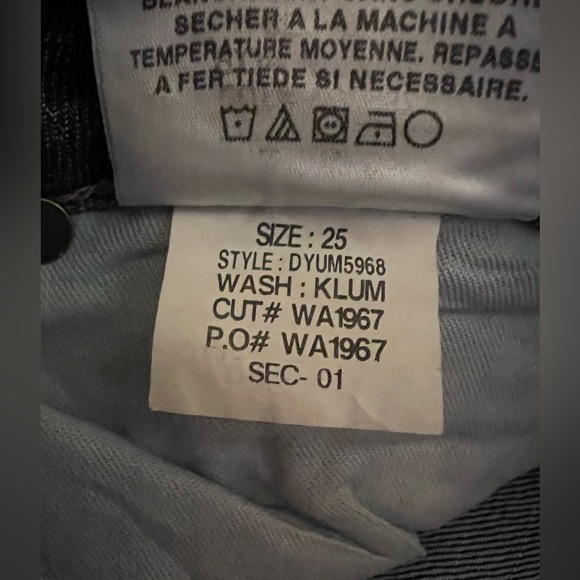 SECHER A LA MACHINE A
TEMPERATURE MOYENNE. REPASSE
A FER TIEDE SI NECESSAIRE.
SIZE : 25
STYLE : DYUM5968
WASH : KLUM
CUT# WA1967
P.O# WA1967
SEC- 01